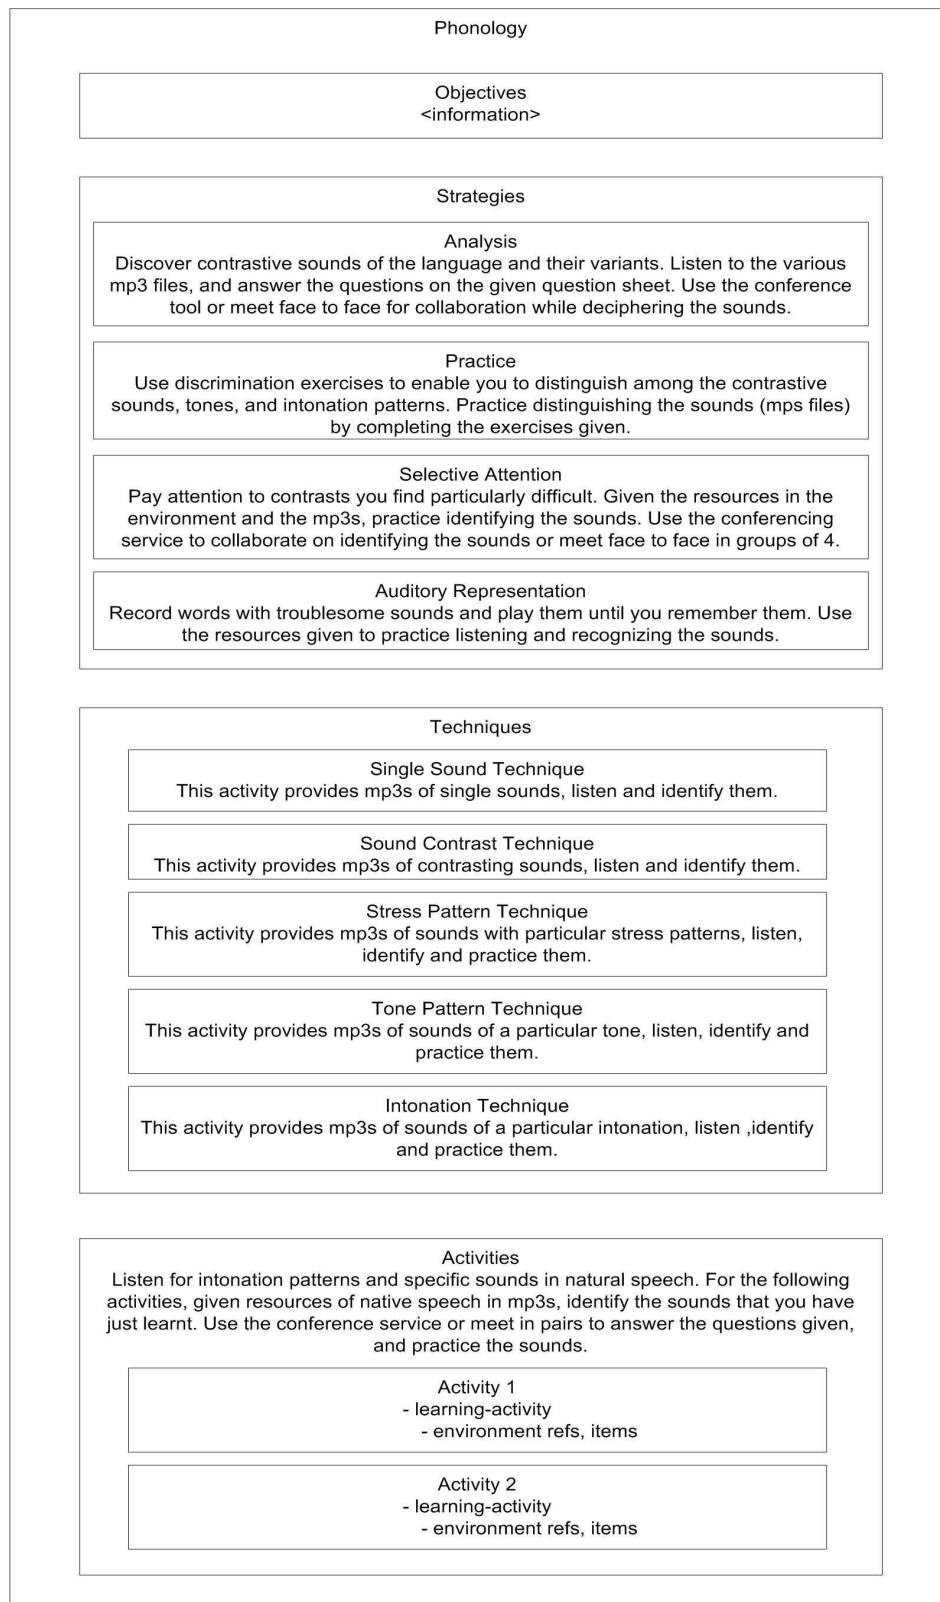 Phonology
Objectives
<information>
Strategies
Analysis
Discover contrastive sounds of the language and their variants. Listen to the various
mp3 files, and answer the questions on the given question sheet. Use the conference
tool or meet face to face for collaboration while deciphering the sounds.
Practice
Use discrimination exercises to enable you to distinguish among the contrastive
sounds, tones, and intonation patterns. Practice distinguishing the sounds (mps files)
by completing the exercises given.
Selective Attention
Pay attention to contrasts you find particularly difficult. Given the resources in the
environment and the mp3s, practice identifying the sounds. Use the conferencing
service to collaborate on identifying the sounds or meet face to face in groups of 4.
Auditory Representation
Record words with troublesome sounds and play them until you remember them. Use
the resources given to practice listening and recognizing the sounds.
Techniques
Single Sound Technique
This activity provides mp3s of single sounds, listen and identify them.
Sound Contrast Technique
This activity provides mp3s of contrasting sounds, listen and identify them.
Stress Pattern Technique
This activity provides mp3s of sounds with particular stress patterns, listen,
identify and practice them.
Tone Pattern Technique
This activity provides mp3s of sounds of a particular tone, listen, identify and
practice them.
Intonation Technique
This activity provides mp3s of sounds of a particular intonation, listen ,identify
and practice them.
Activities
Listen for intonation patterns and specific sounds in natural speech. For the following
activities, given resources of native speech in mp3s, identify the sounds that you have
just learnt. Use the conference service or meet in pairs to answer the questions given,
and practice the sounds.
Activity 1
- learning-activity
- environment refs, items
Activity 2
- learning-activity
- environment refs, items